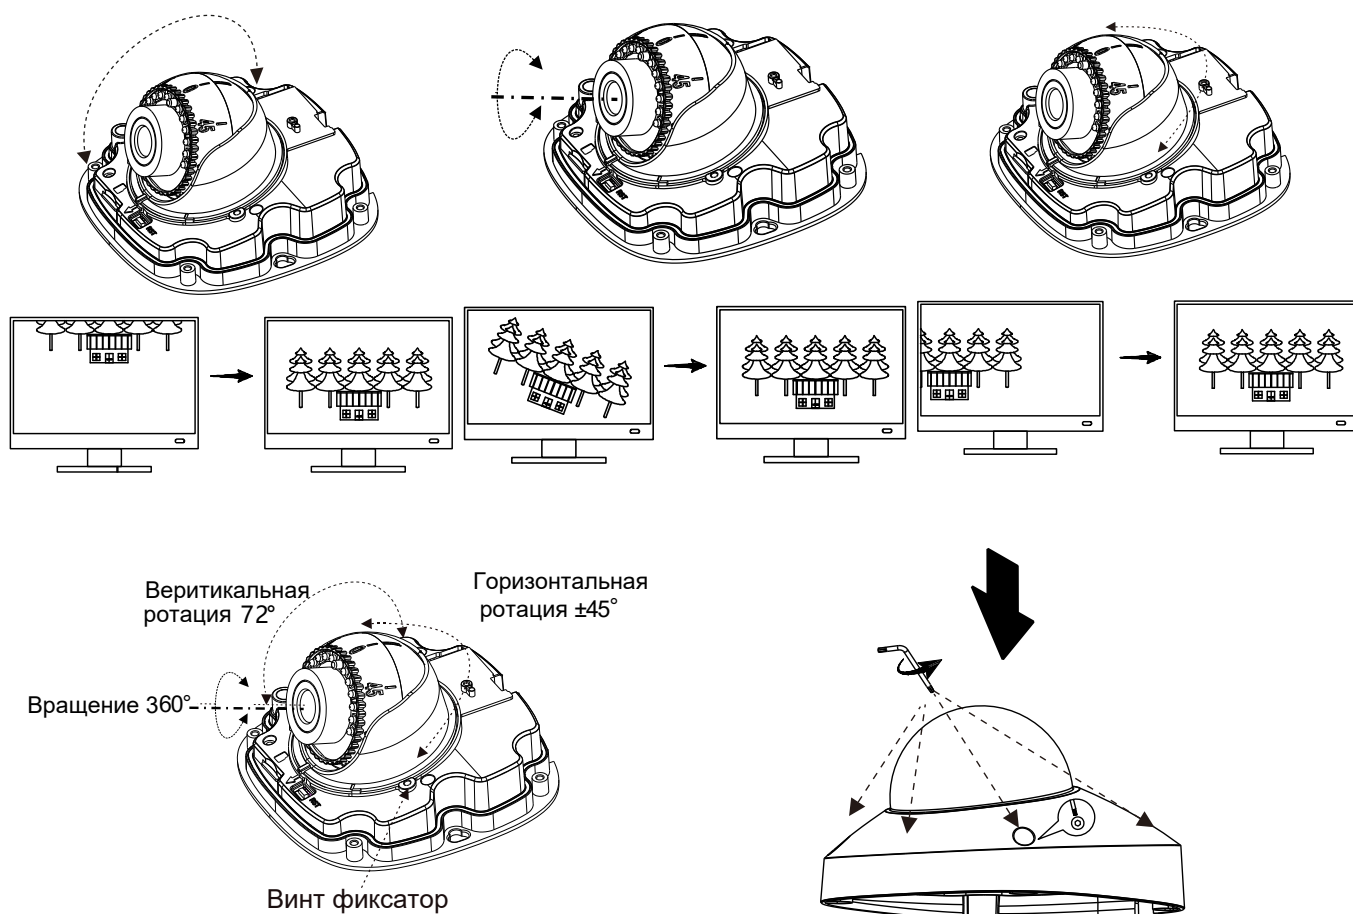 Веритикальная
ротация 72°
Горизонтальная
ротация ±45°
Вращение 360°
Винт фиксатор